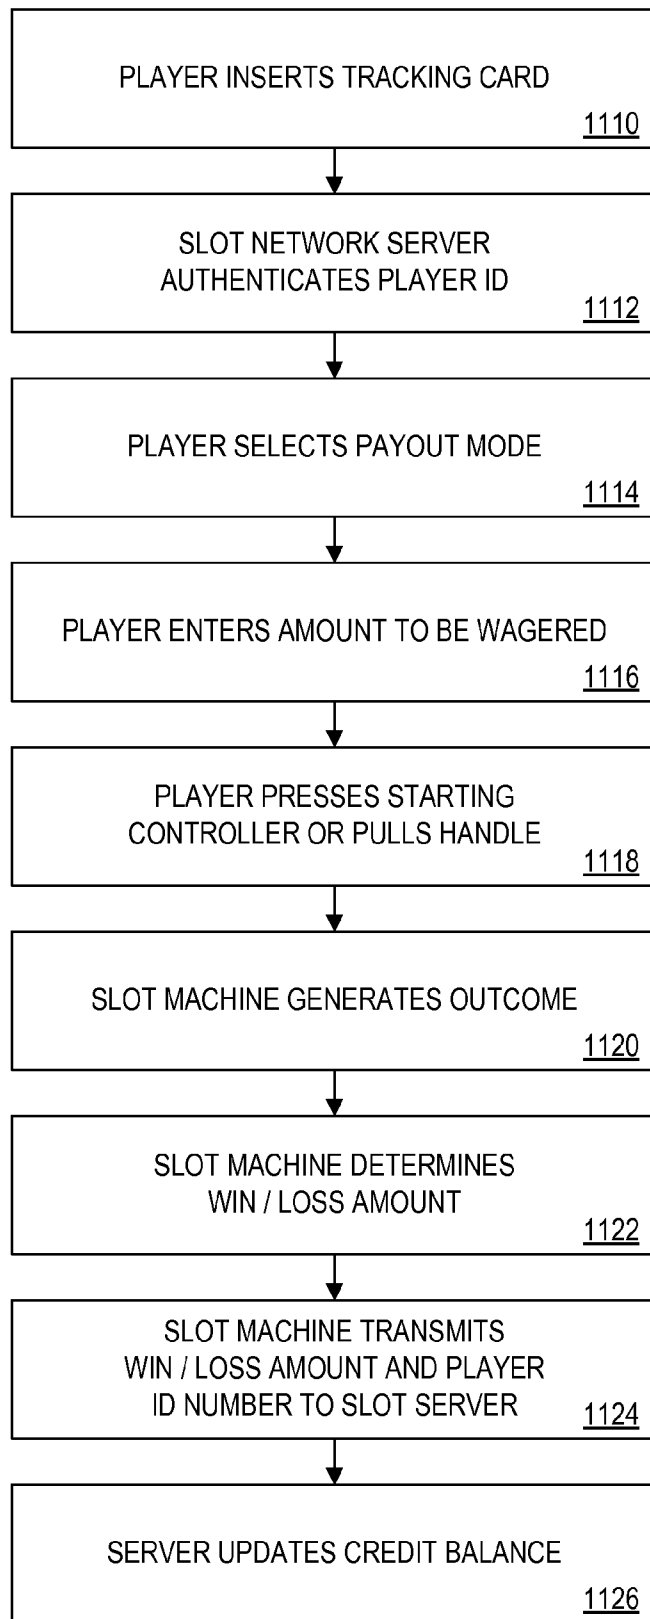 PLAYER INSERTS TRACKING CARD
1110
SLOT NETWORK SERVER
AUTHENTICATES PLAYER ID
1112
PLAYER SELECTS PAYOUT MODE
1114
PLAYER ENTERS AMOUNT TO BE WAGERED
1116
PLAYER PRESSES STARTING
CONTROLLER OR PULLS HANDLE
1118
SLOT MACHINE GENERATES OUTCOME
1120
SLOT MACHINE DETERMINES
WIN / LOSS AMOUNT
1122
SLOT MACHINE TRANSMITS
WIN / LOSS AMOUNT AND PLAYER
ID NUMBER TO SLOT SERVER
1124
SERVER UPDATES CREDIT BALANCE
1126